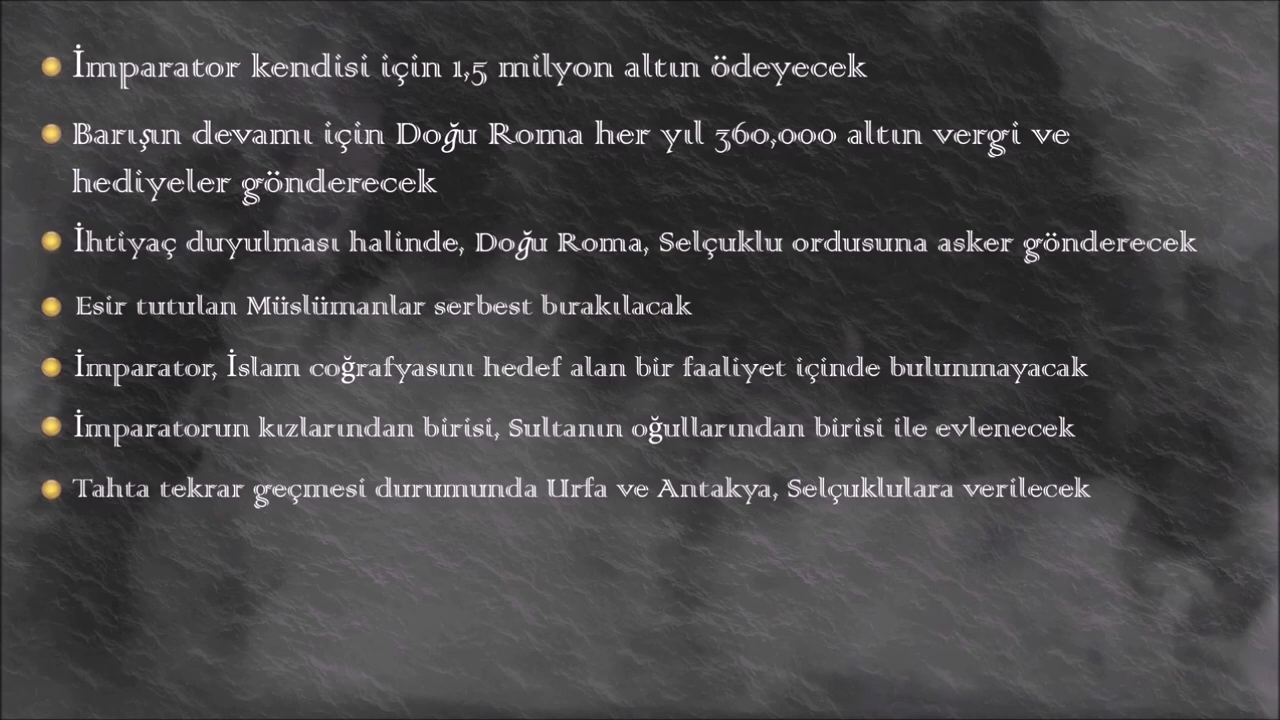 İmparator kendisi için 1,5 milyon altın ödeyecek
Barışın devamı için Doğu Roma her yıl 360,000 altın vergi ve
hediyeler gönderecek
İhtiyaç duyulması halinde, Doğu Roma, Selçuklu ordusuna asker gönderecek
Esir tutulan Müslümanlar serbest bırakılacak
İmparator, İslam coğrafyasını hedef alan bir faaliyet içinde bulunmayacak
İmparatorun kızlarından birisi, Sultanın oğullarından birisi ile evlenecek
Tahta tekrar geçmesi durumunda Urfa ve Antakya, Selçuklulara verilecek